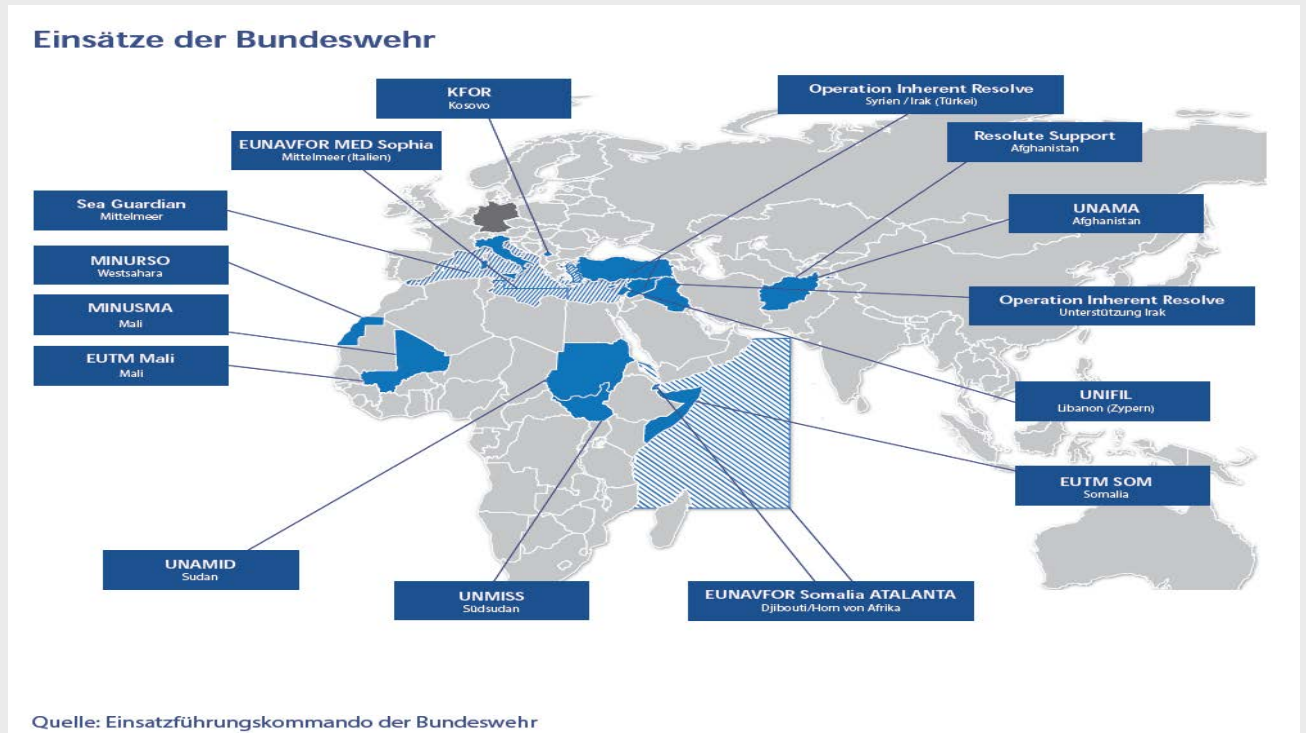 Einsätze der Bundeswehr
KFOR
Kosovo
Operation Inherent Resolve
Syrien / Irak (Türkei)
EUNAVFOR MED Sophia
Mittelmeer (Italien)
Resolute Support
Afghanistan
Sea Guardian
Mittelmeer
UNAMA
Afghanistan
MINURSO
Westsahara
MINUSMA
Mali
Operation Inherent Resolve
Unterstützung Irak
EUTM Mali
Mali
UNIFIL
Libanon (Zypern)
EUTM SOM
Somalia
UNAMID
Sudan
UNMISS
Südsudan
EUNAVFOR Somalia ATALANTA
Djibouti/Horn von Afrika
Quelle: Einsatzführungskommando der Bundeswehr